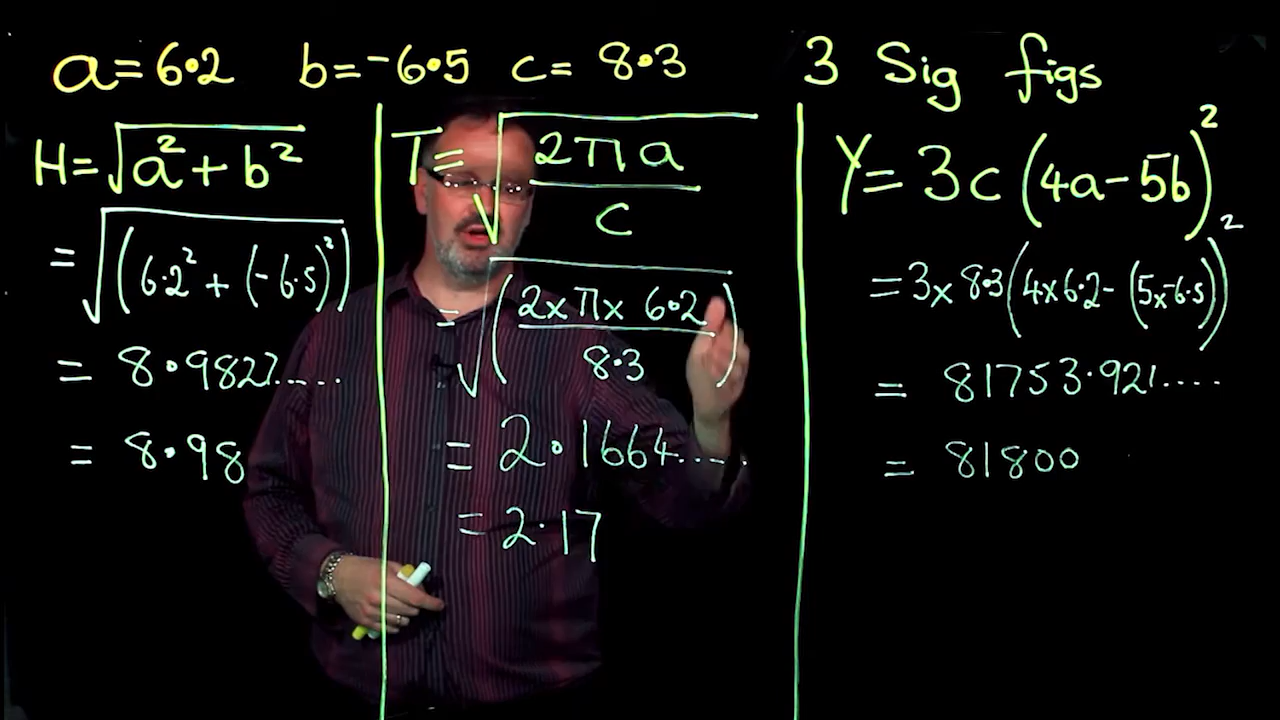 a = 6·2 b = -6·5 c = 8·3 3 Sig figs
H = √(a² + b²)
= √((6·2² + (-6·5)²))
= 8·9827.....
= 8·98
T = √(2πa / c)
= √((2 x π x 6·2 / 8·3))
= 2·1664.....
= 2·17
Y = 3c (4a - 5b)²
= 3 x 8·3 (4 x 6·2 - (5 x -6·5))²
= 81753·921....
= 81800